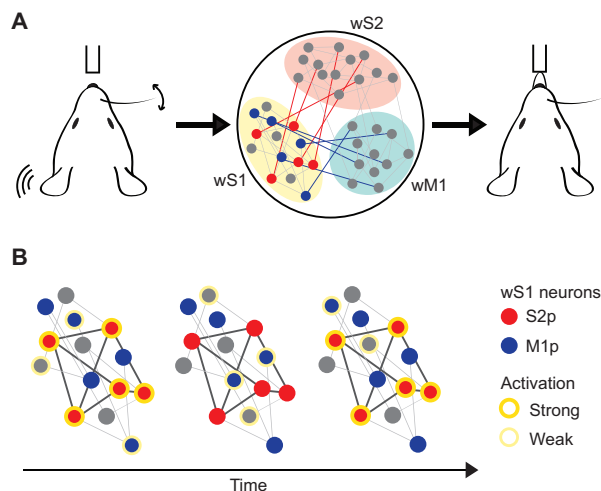 A
wS2
wS1
wM1
B
wS1 neurons
S2p
M1p
Activation
Strong
Weak
Time